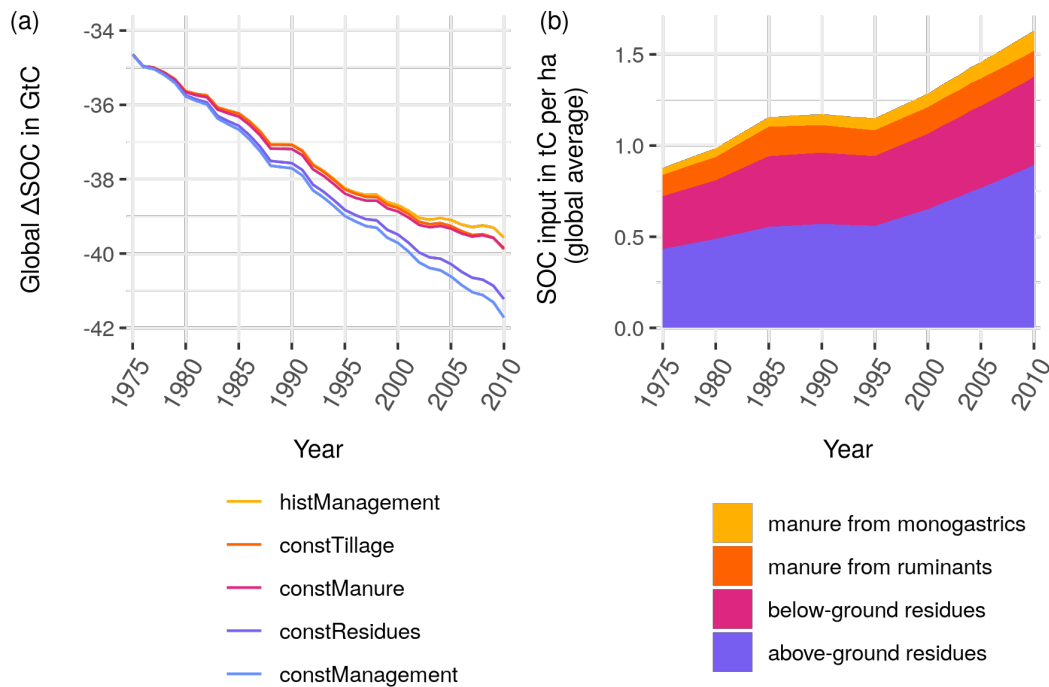 (a)
Global ΔSOC in GtC
-34
-36
-38
-40
-42
1975
1980
1985
1990
1995
2000
2005
2010
Year
histManagement
constTillage
constManure
constResidues
constManagement
(b)
SOC input in tC per ha
(global average)
1.5
1.0
0.5
0.0
1975
1980
1985
1990
1995
2000
2005
2010
Year
manure from monogastrics
manure from ruminants
below-ground residues
above-ground residues